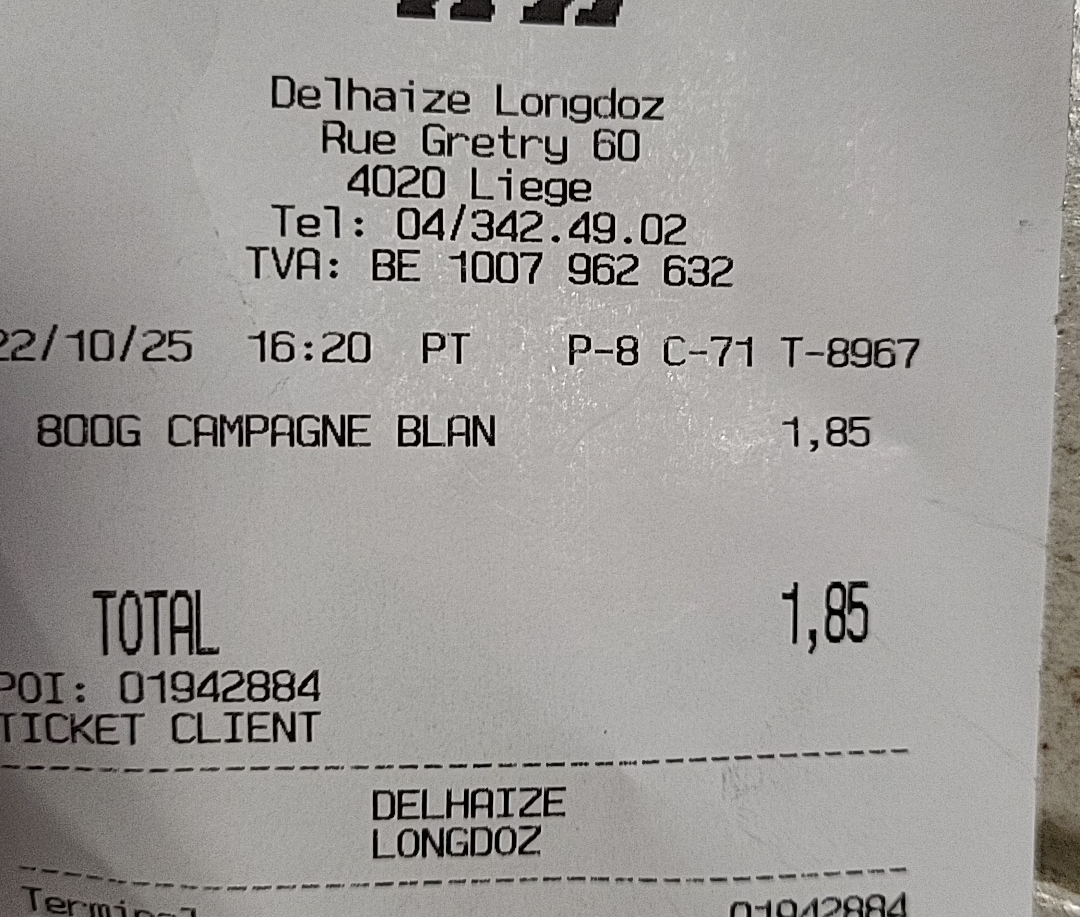 Delhaize Longdoz
Rue Gretry 60
4020 Liege
Tel: 04/342.49.02
TVA: BE 1007 962 632
22/10/25 16:20 PT P-8 C-71 T-8967
800G CAMPAGNE BLAN 1,85
TOTAL 1,85
POI: 01942884
TICKET CLIENT
DELHAIZE
LONGDOZ
Terminal 01942884